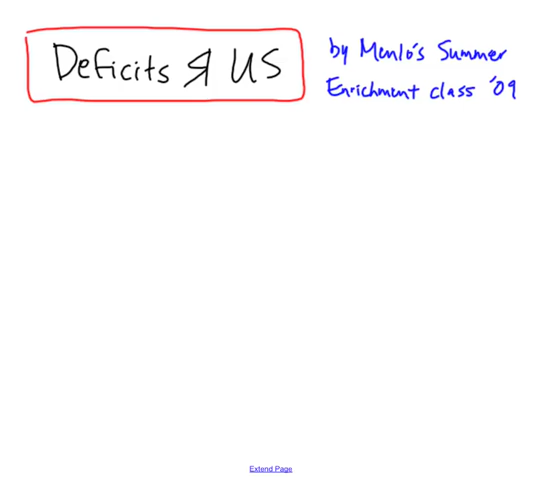 Deficits Я US
by Menlo's Summer
Enrichment class '09
Extend Page